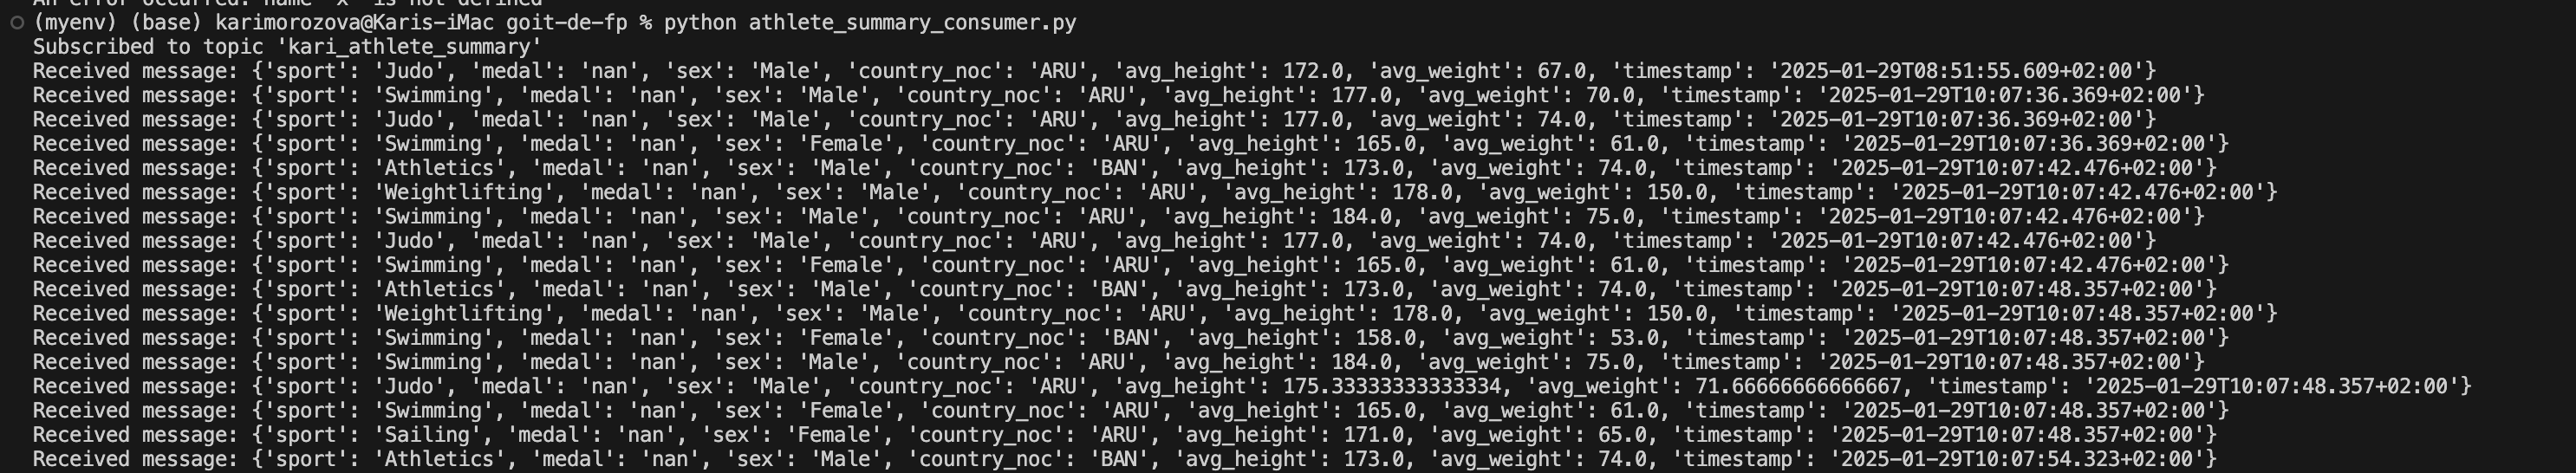 An error occurred: name 'x' is not defined
(myenv) (base) karimorozova@Karis-iMac goit-de-fp % python athlete_summary_consumer.py
Subscribed to topic 'kari_athlete_summary'
Received message: {'sport': 'Judo', 'medal': 'nan', 'sex': 'Male', 'country_noc': 'ARU', 'avg_height': 172.0, 'avg_weight': 67.0, 'timestamp': '2025-01-29T08:51:55.609+02:00'}
Received message: {'sport': 'Swimming', 'medal': 'nan', 'sex': 'Male', 'country_noc': 'ARU', 'avg_height': 177.0, 'avg_weight': 70.0, 'timestamp': '2025-01-29T10:07:36.369+02:00'}
Received message: {'sport': 'Judo', 'medal': 'nan', 'sex': 'Male', 'country_noc': 'ARU', 'avg_height': 177.0, 'avg_weight': 74.0, 'timestamp': '2025-01-29T10:07:36.369+02:00'}
Received message: {'sport': 'Swimming', 'medal': 'nan', 'sex': 'Female', 'country_noc': 'ARU', 'avg_height': 165.0, 'avg_weight': 61.0, 'timestamp': '2025-01-29T10:07:36.369+02:00'}
Received message: {'sport': 'Athletics', 'medal': 'nan', 'sex': 'Male', 'country_noc': 'BAN', 'avg_height': 173.0, 'avg_weight': 74.0, 'timestamp': '2025-01-29T10:07:42.476+02:00'}
Received message: {'sport': 'Weightlifting', 'medal': 'nan', 'sex': 'Male', 'country_noc': 'ARU', 'avg_height': 178.0, 'avg_weight': 150.0, 'timestamp': '2025-01-29T10:07:42.476+02:00'}
Received message: {'sport': 'Swimming', 'medal': 'nan', 'sex': 'Male', 'country_noc': 'ARU', 'avg_height': 184.0, 'avg_weight': 75.0, 'timestamp': '2025-01-29T10:07:42.476+02:00'}
Received message: {'sport': 'Judo', 'medal': 'nan', 'sex': 'Male', 'country_noc': 'ARU', 'avg_height': 177.0, 'avg_weight': 74.0, 'timestamp': '2025-01-29T10:07:42.476+02:00'}
Received message: {'sport': 'Swimming', 'medal': 'nan', 'sex': 'Female', 'country_noc': 'ARU', 'avg_height': 165.0, 'avg_weight': 61.0, 'timestamp': '2025-01-29T10:07:42.476+02:00'}
Received message: {'sport': 'Athletics', 'medal': 'nan', 'sex': 'Male', 'country_noc': 'BAN', 'avg_height': 173.0, 'avg_weight': 74.0, 'timestamp': '2025-01-29T10:07:48.357+02:00'}
Received message: {'sport': 'Weightlifting', 'medal': 'nan', 'sex': 'Male', 'country_noc': 'ARU', 'avg_height': 178.0, 'avg_weight': 150.0, 'timestamp': '2025-01-29T10:07:48.357+02:00'}
Received message: {'sport': 'Swimming', 'medal': 'nan', 'sex': 'Female', 'country_noc': 'BAN', 'avg_height': 158.0, 'avg_weight': 53.0, 'timestamp': '2025-01-29T10:07:48.357+02:00'}
Received message: {'sport': 'Swimming', 'medal': 'nan', 'sex': 'Male', 'country_noc': 'ARU', 'avg_height': 184.0, 'avg_weight': 75.0, 'timestamp': '2025-01-29T10:07:48.357+02:00'}
Received message: {'sport': 'Judo', 'medal': 'nan', 'sex': 'Male', 'country_noc': 'ARU', 'avg_height': 175.33333333333334, 'avg_weight': 71.66666666666667, 'timestamp': '2025-01-29T10:07:48.357+02:00'}
Received message: {'sport': 'Swimming', 'medal': 'nan', 'sex': 'Female', 'country_noc': 'ARU', 'avg_height': 165.0, 'avg_weight': 61.0, 'timestamp': '2025-01-29T10:07:48.357+02:00'}
Received message: {'sport': 'Sailing', 'medal': 'nan', 'sex': 'Female', 'country_noc': 'ARU', 'avg_height': 171.0, 'avg_weight': 65.0, 'timestamp': '2025-01-29T10:07:48.357+02:00'}
Received message: {'sport': 'Athletics', 'medal': 'nan', 'sex': 'Male', 'country_noc': 'BAN', 'avg_height': 173.0, 'avg_weight': 74.0, 'timestamp': '2025-01-29T10:07:54.323+02:00'}